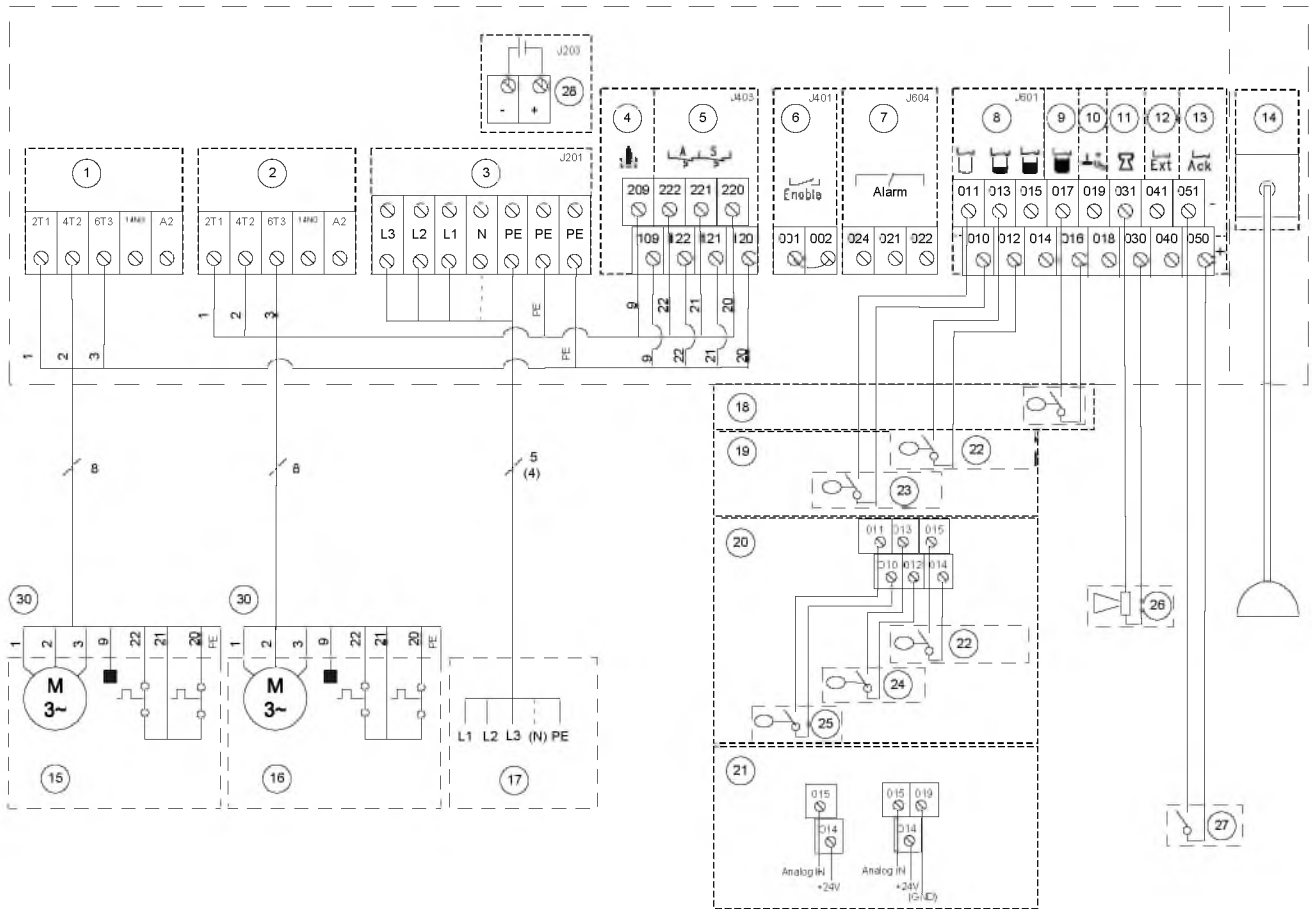 J203
- + 28
J403 J401 J604 J601
4 5 6 7 8 9 10 11 12 13 14
1 2 3 J201
A S
P P
Enable
Alarm
Ext Ack
2T1 4T2 6T3 14N0 A2
2T1 4T2 6T3 14N0 A2
L3 L2 L1 N PE PE PE
209 222 221 220
109 122 121 120
001 002
024 021 022
011 013 015 017 019 031 041 051 -
010 012 014 016 018 030 040 050 +
1 2 3 PE 9 22 21 20
1 2 3 PE 9 22 21 20
18
19 22
23
8 8 5
(4)
20 011 013 015
010 012 014
22
24
25
26
30 30
1 2 3 9 22 21 20 PE
1 2 3 9 22 21 20 PE
M
3~
M
3~
L1 L2 L3 (N) PE
15 16 17
21
015 015 019
014 014
Analog IN Analog IN
+24V +24V
(GND)
27